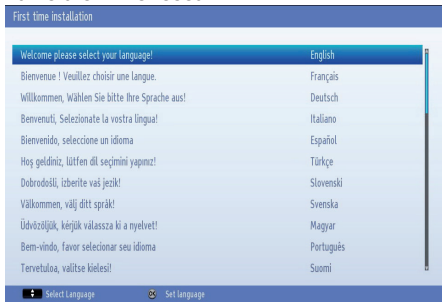 First time installation
Welcome please select your language! English
Bienvenue ! Veuillez choisir une langue. Français
Willkommen, Wählen Sie bitte Ihre Sprache aus! Deutsch
Benvenuti, Selezionate la vostra lingua! Italiano
Bienvenido, seleccione un idioma Español
Hoş geldiniz, lütfen dil seçimini yapınız! Türkçe
Dobrodošli, izberite vaš jezik! Slovenski
Välkommen, välj ditt språk! Svenska
Üdvözöljük, kérjük válassza ki a nyelvet! Magyar
Bem-vindo, favor selecionar seu idioma Português
Tervetuloa, valitse kielesi! Suomi
Select Language OK Set language